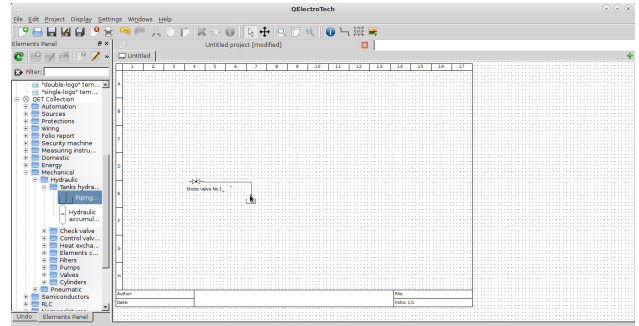 QElectroTech
File Edit Project Display Settings Windows Help
Elements Panel
Untitled project [modified]
Untitled
Filter:
1 2 3 4 5 6 7 8 9 10 11 12 13 14 15 16 17
"double-logo" tem...
"single-logo" tem...
QET Collection
Automation
Sources
Protections
Wiring
Folio report
Security machine
Measuring instru...
Domestic
Energy
Mechanical
Hydraulic
Tanks hydra...
Piping...
Hydraulic
accumul...
Check valve
Control valv...
Heat excha...
Elements c...
Filters
Pumps
Valves
Cylinders
Pneumatic
Semiconductors
RLC
A
B
C
D
E
F
G
H
Globe Valve No.1_
Author:
Date:
File:
Folio: 1/1
Undo Elements Panel